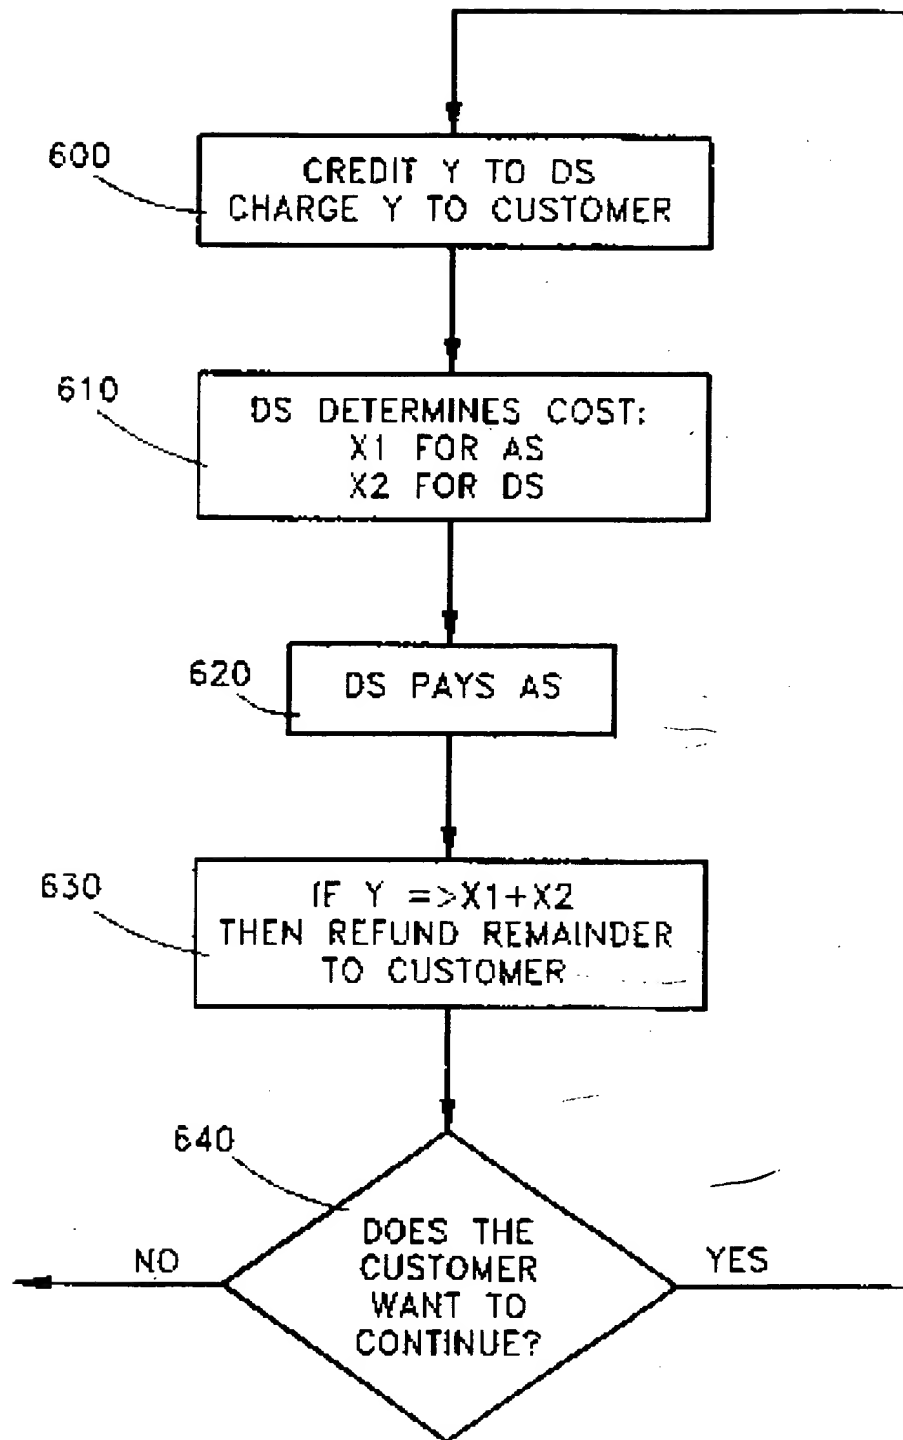 600
CREDIT Y TO DS
CHARGE Y TO CUSTOMER
610
DS DETERMINES COST:
X1 FOR AS
X2 FOR DS
620
DS PAYS AS
630
IF Y =>X1+X2
THEN REFUND REMAINDER
TO CUSTOMER
640
DOES THE
CUSTOMER
WANT TO
CONTINUE?
NO
YES